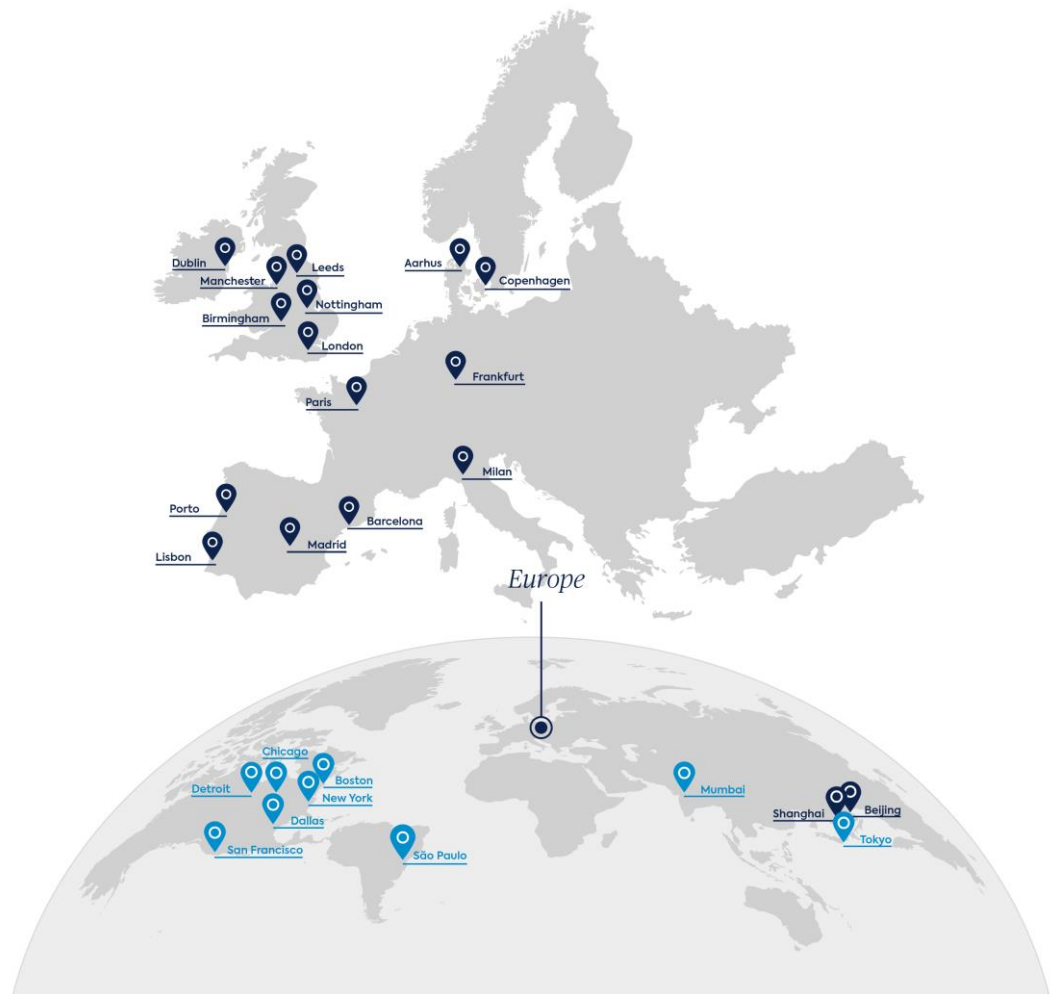 Dublin
Leeds
Manchester
Nottingham
Birmingham
London
Aarhus
Copenhagen
Frankfurt
Paris
Milan
Porto
Barcelona
Madrid
Lisbon
Europe
Chicago
Detroit
Boston
New York
Dallas
San Francisco
São Paulo
Mumbai
Shanghai
Beijing
Tokyo